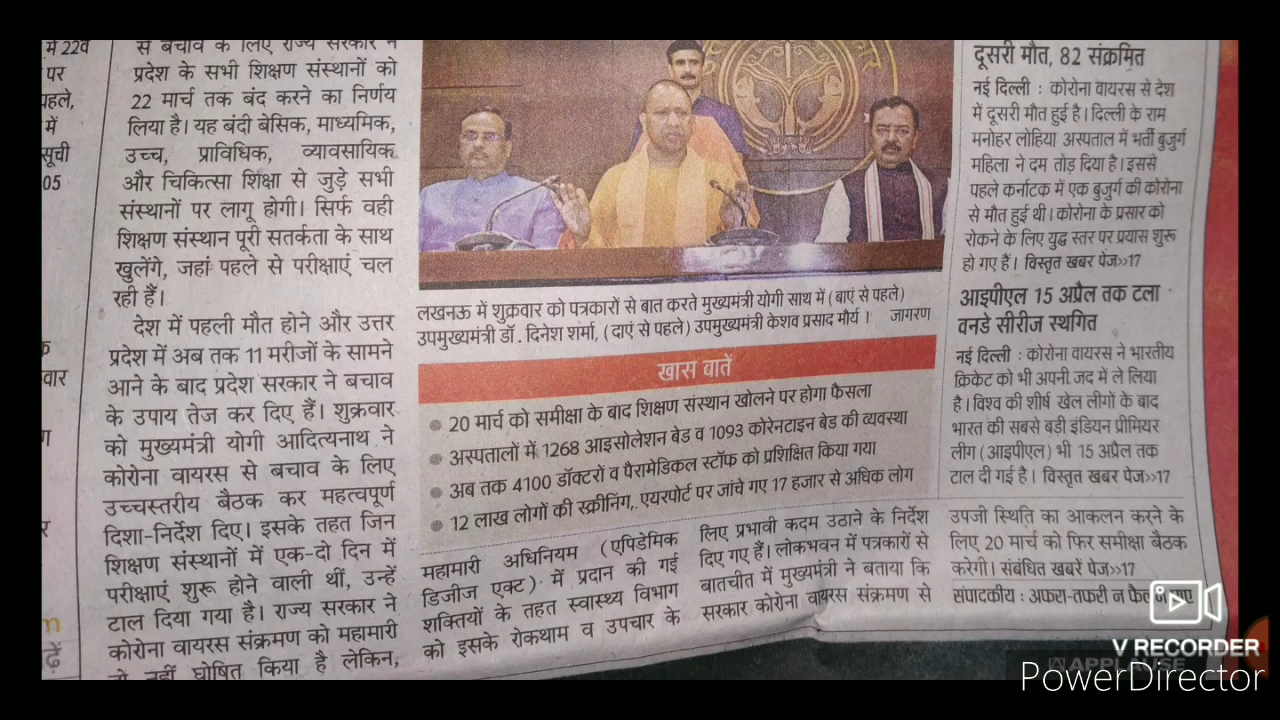 में 22व
पर
पहले,
में
सूची
05
वार
से बचाव के लिए राज्य सरकार ने
प्रदेश के सभी शिक्षण संस्थानों को
22 मार्च तक बंद करने का निर्णय
लिया है। यह बंदी बेसिक, माध्यमिक,
उच्च, प्राविधिक, व्यावसायिक
और चिकित्सा शिक्षा से जुड़े सभी
संस्थानों पर लागू होगी। सिर्फ वही
शिक्षण संस्थान पूरी सतर्कता के साथ
खुलेंगे, जहां पहले से परीक्षाएं चल
रही हैं।
देश में पहली मौत होने और उत्तर
प्रदेश में अब तक 11 मरीजों के सामने
आने के बाद प्रदेश सरकार ने बचाव
के उपाय तेज कर दिए हैं। शुक्रवार
को मुख्यमंत्री योगी आदित्यनाथ ने
कोरोना वायरस से बचाव के लिए
उच्चस्तरीय बैठक कर महत्वपूर्ण
दिशा-निर्देश दिए। इसके तहत जिन
शिक्षण संस्थानों में एक-दो दिन में
परीक्षाएं शुरू होने वाली थीं, उन्हें
टाल दिया गया है। राज्य सरकार ने
कोरोना वायरस संक्रमण को महामारी
तो नहीं घोषित किया है लेकिन,
लखनऊ में शुक्रवार को पत्रकारों से बात करते मुख्यमंत्री योगी साथ में (बाएं से पहले)
उपमुख्यमंत्री डॉ. दिनेश शर्मा, (दाएं से पहले) उपमुख्यमंत्री केशव प्रसाद मौर्य। जागरण
खास बातें
20 मार्च को समीक्षा के बाद शिक्षण संस्थान खोलने पर होगा फैसला
अस्पतालों में 1268 आइसोलेशन बेड व 1093 कोरेनटाइन बेड की व्यवस्था
अब तक 4100 डॉक्टरों व पैरामेडिकल स्टॉफ को प्रशिक्षित किया गया
12 लाख लोगों की स्क्रीनिंग, एयरपोर्ट पर जांचे गए 17 हजार से अधिक लोग
महामारी अधिनियम (एपिडेमिक
डिजीज एक्ट) में प्रदान की गई
शक्तियों के तहत स्वास्थ्य विभाग
को इसके रोकथाम व उपचार के
लिए प्रभावी कदम उठाने के निर्देश
दिए गए हैं। लोकभवन में पत्रकारों से
बातचीत में मुख्यमंत्री ने बताया कि
सरकार कोरोना वायरस संक्रमण से
उपजी स्थिति का आकलन करने के
लिए 20 मार्च को फिर समीक्षा बैठक
करेगी। संबंधित खबरें पेज>>17
संपादकीय : अफरा-तफरी न
दूसरी मौत, 82 संक्रमित
नई दिल्ली : कोरोना वायरस से देश
में दूसरी मौत हुई है। दिल्ली के राम
मनोहर लोहिया अस्पताल में भर्ती बुजुर्ग
महिला ने दम तोड़ दिया है। इससे
पहले कर्नाटक में एक बुजुर्ग की कोरोना
से मौत हुई थी। कोरोना के प्रसार को
रोकने के लिए युद्ध स्तर पर प्रयास शुरू
हो गए हैं। विस्तृत खबर पेज>>17
आइपीएल 15 अप्रैल तक टला
वनडे सीरीज स्थगित
नई दिल्ली : कोरोना वायरस ने भारतीय
क्रिकेट को भी अपनी जद में ले लिया
है। विश्व की शीर्ष खेल लीगों के बाद
भारत की सबसे बड़ी इंडियन प्रीमियर
लीग (आइपीएल) भी 15 अप्रैल तक
टाल दी गई है। विस्तृत खबर पेज>>17
V RECORDER
PowerDirector